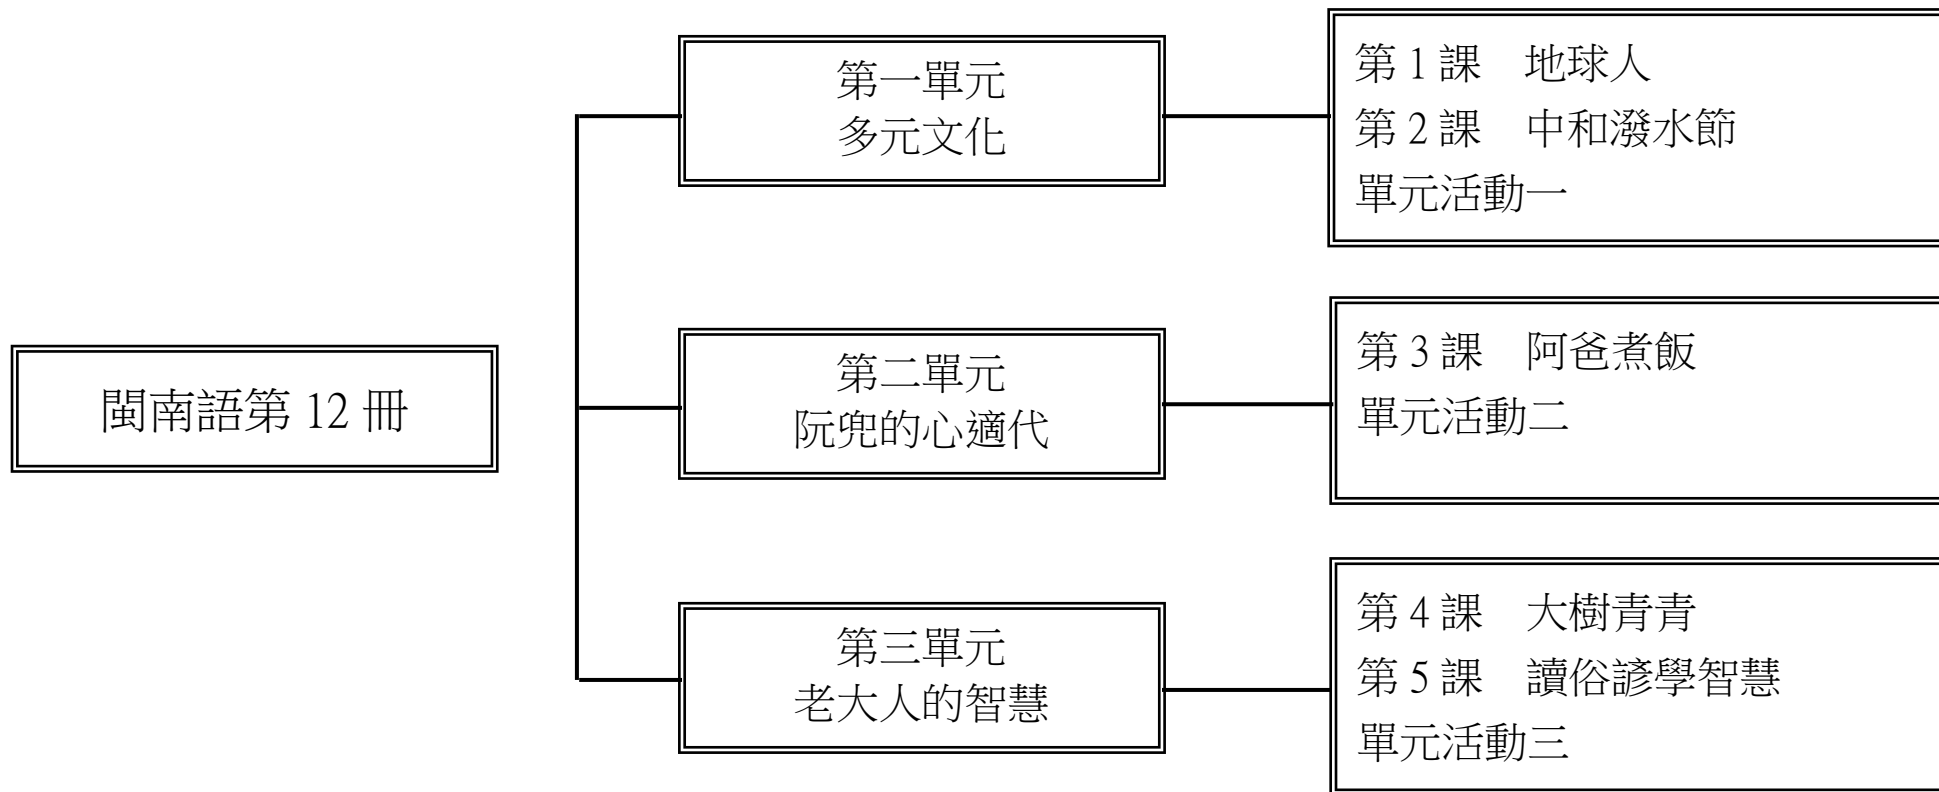 閩南語第 12 冊
第一單元
多元文化
第 1 課　地球人
第 2 課　中和潑水節
單元活動一
第二單元
阮兜的心適代
第 3 課　阿爸煮飯
單元活動二
第三單元
老大人的智慧
第 4 課　大樹青青
第 5 課　讀俗諺學智慧
單元活動三